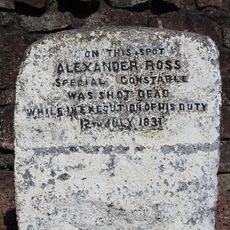 ON THIS SPOT
ALEXANDER ROSS
SPECIAL CONSTABLE
WAS SHOT DEAD
WHILE IN EXECUTION OF HIS DUTY
12TH JULY 1831